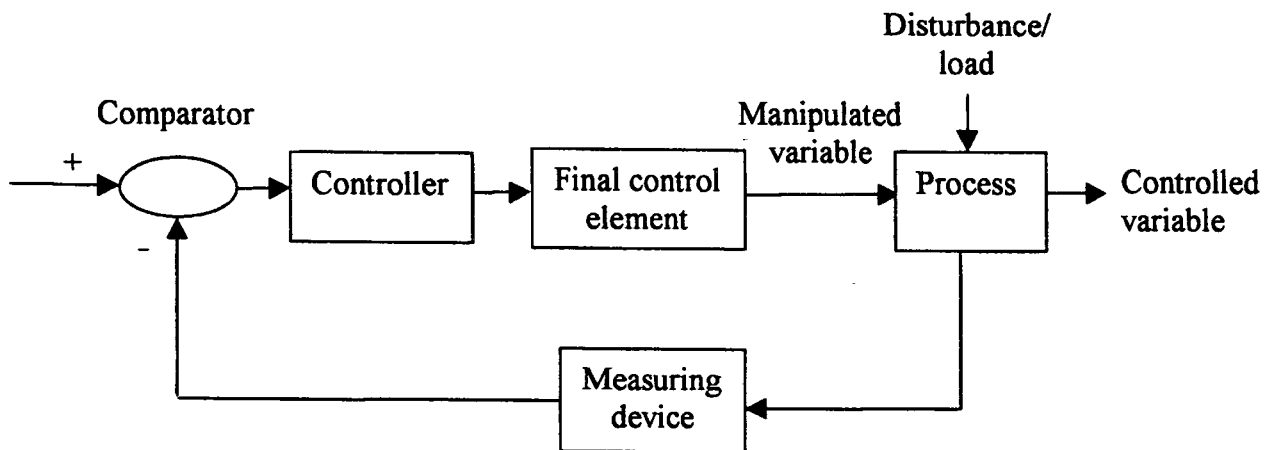 Disturbance/
load
Comparator
Manipulated
variable
+
Controller
Final control
element
Process
Controlled
variable
-
Measuring
device